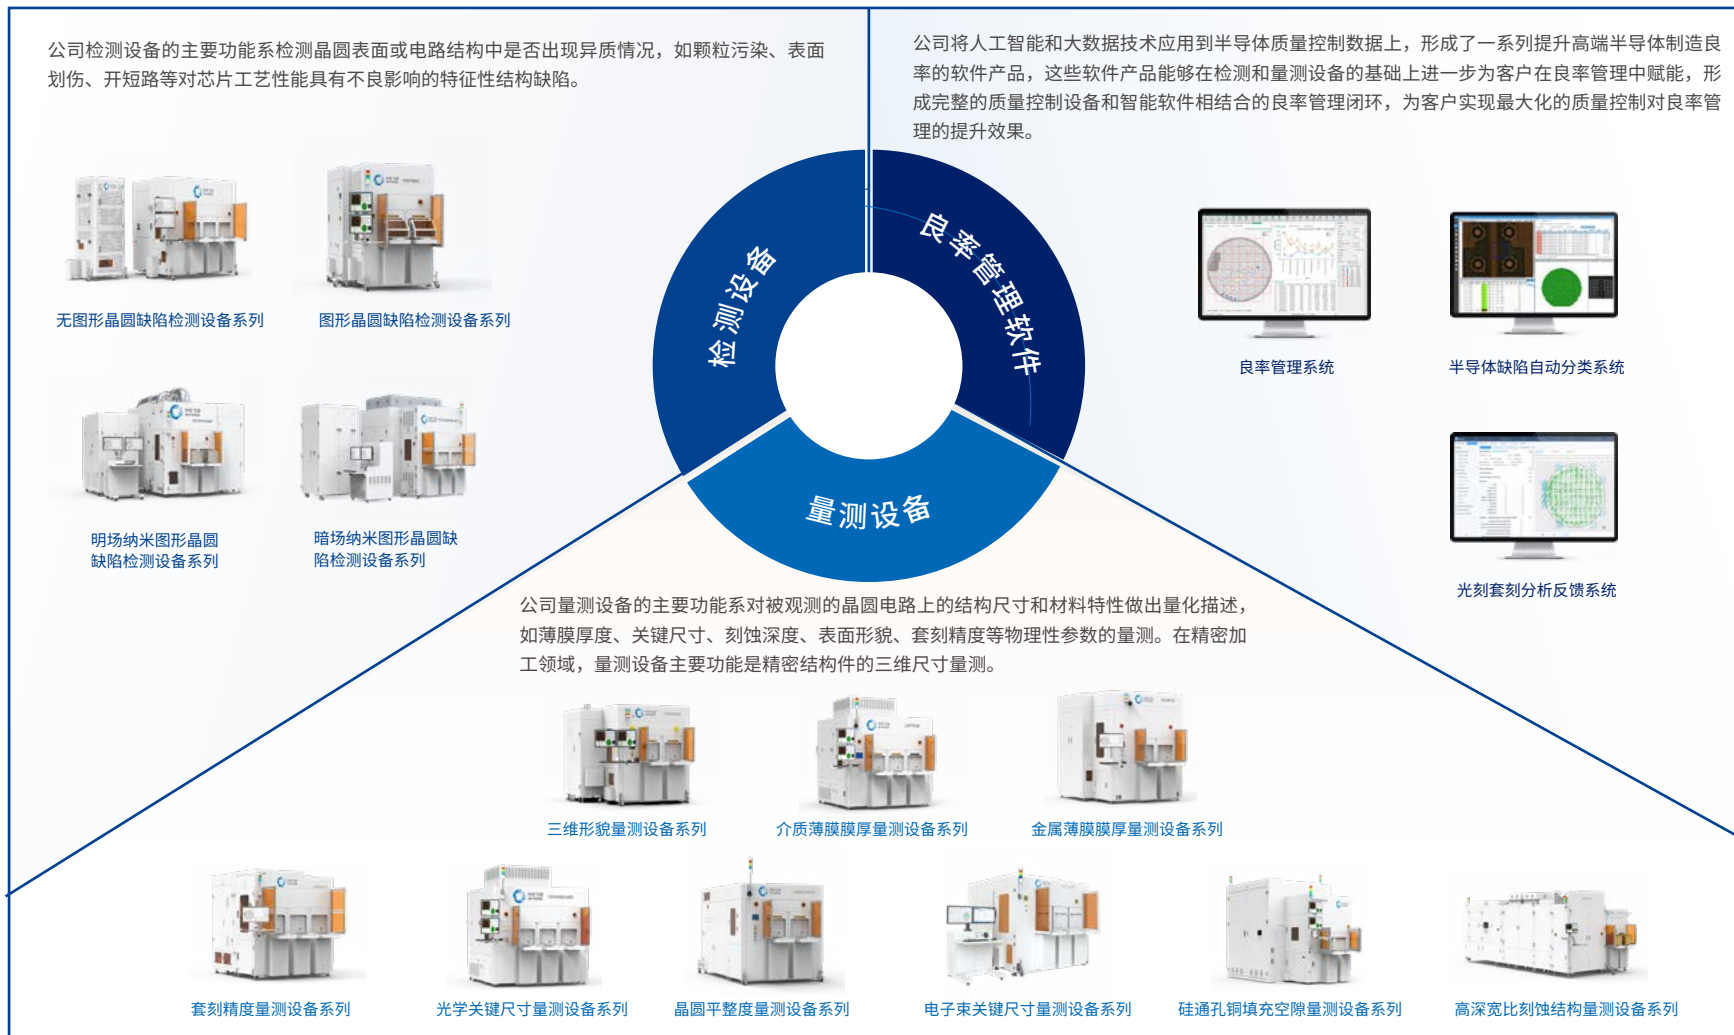 公司检测设备的主要功能系检测晶圆表面或电路结构中是否出现异质情况，如颗粒污染、表面
划伤、开短路等对芯片工艺性能具有不良影响的特征性结构缺陷。
公司将人工智能和大数据技术应用到半导体质量控制数据上，形成了一系列提升高端半导体制造良
率的软件产品，这些软件产品能够在检测和量测设备的基础上进一步为客户在良率管理中赋能，形
成完整的质量控制设备和智能软件相结合的良率管理闭环，为客户实现最大化的质量控制对良率管
理的提升效果。
无图形晶圆缺陷检测设备系列
图形晶圆缺陷检测设备系列
明场纳米图形晶圆
缺陷检测设备系列
暗场纳米图形晶圆缺
陷检测设备系列
检测设备
良率管理软件
量测设备
良率管理系统
半导体缺陷自动分类系统
光刻套刻分析反馈系统
公司量测设备的主要功能系对被观测的晶圆电路上的结构尺寸和材料特性做出量化描述，
如薄膜厚度、关键尺寸、刻蚀深度、表面形貌、套刻精度等物理性参数的量测。在精密加
工领域，量测设备主要功能是精密结构件的三维尺寸量测。
三维形貌量测设备系列
介质薄膜膜厚量测设备系列
金属薄膜膜厚量测设备系列
套刻精度量测设备系列
光学关键尺寸量测设备系列
晶圆平整度量测设备系列
电子束关键尺寸量测设备系列
硅通孔铜填充空隙量测设备系列
高深宽比刻蚀结构量测设备系列